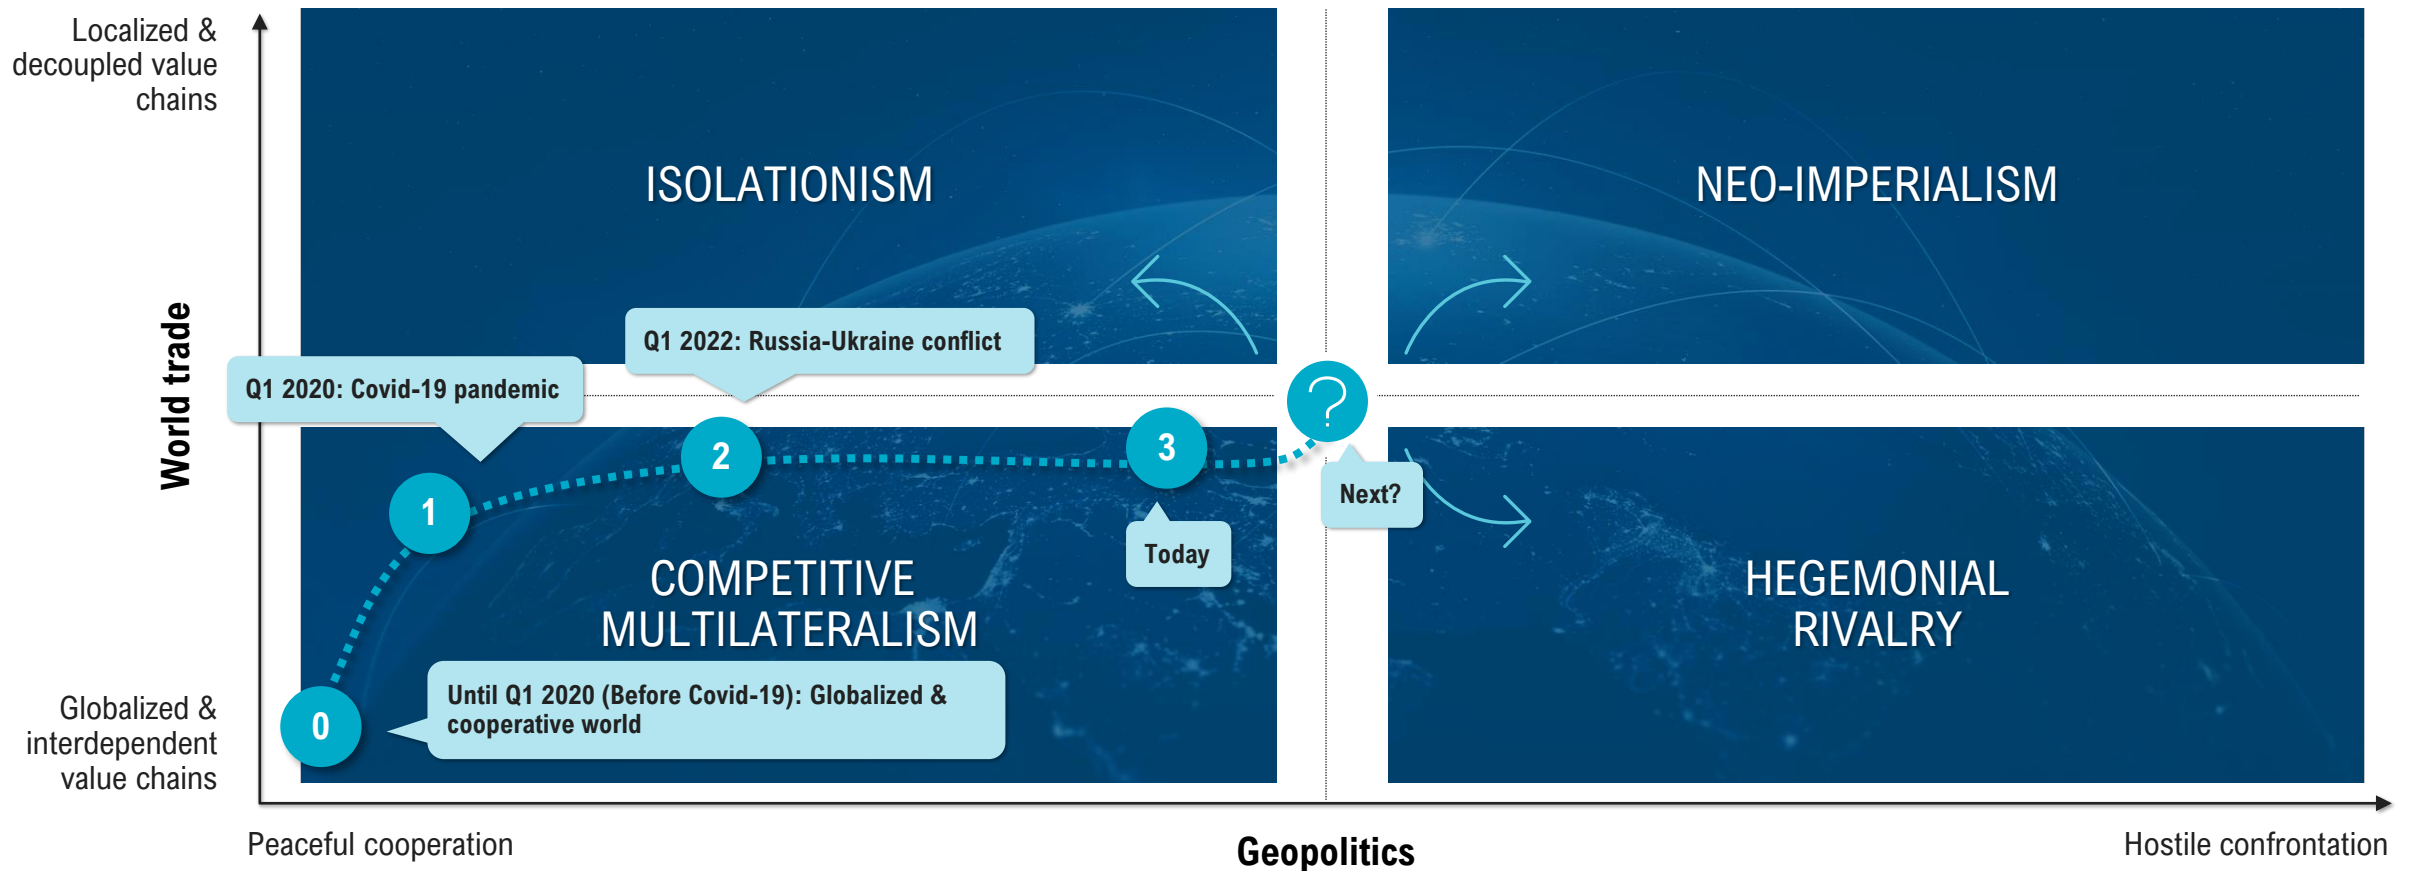 Localized &
decoupled value
chains
World trade
ISOLATIONISM
NEO-IMPERIALISM
Q1 2022: Russia-Ukraine conflict
Q1 2020: Covid-19 pandemic
?
2
3
1
Next?
Today
COMPETITIVE
MULTILATERALISM
HEGEMONIAL
RIVALRY
Until Q1 2020 (Before Covid-19): Globalized &
cooperative world
0
Globalized &
interdependent
value chains
Peaceful cooperation
Geopolitics
Hostile confrontation